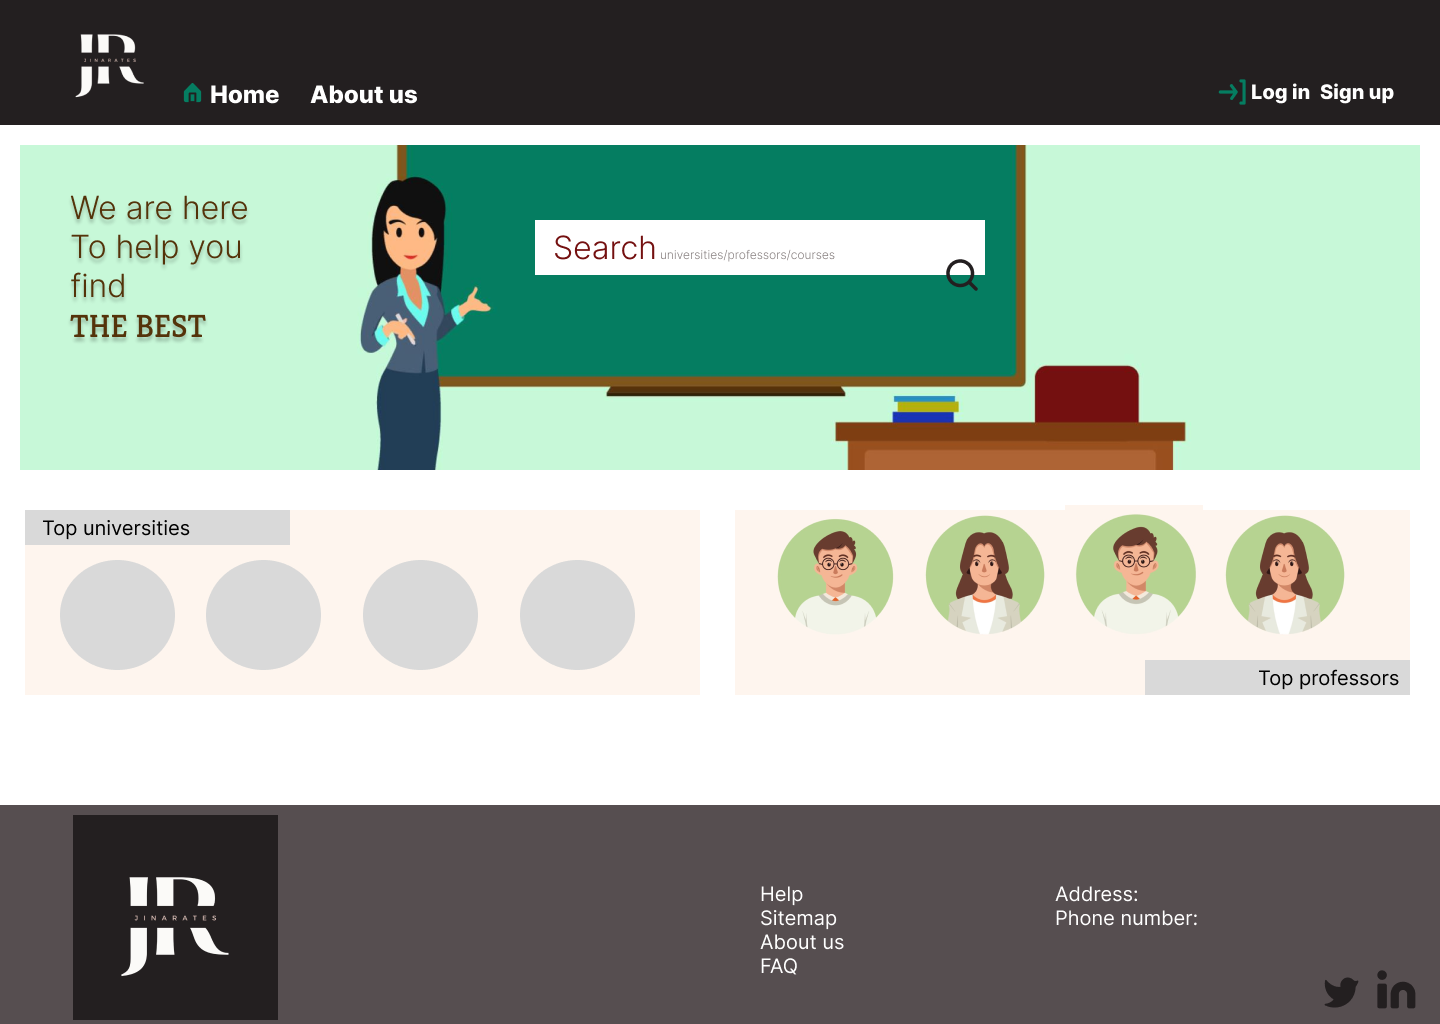 JR
JINARATES
Home
About us
Log in
Sign up
We are here
To help you
find
THE BEST
Search universities/professors/courses
Top universities
Top professors
JR
JINARATES
Help
Sitemap
About us
FAQ
Address:
Phone number:
in